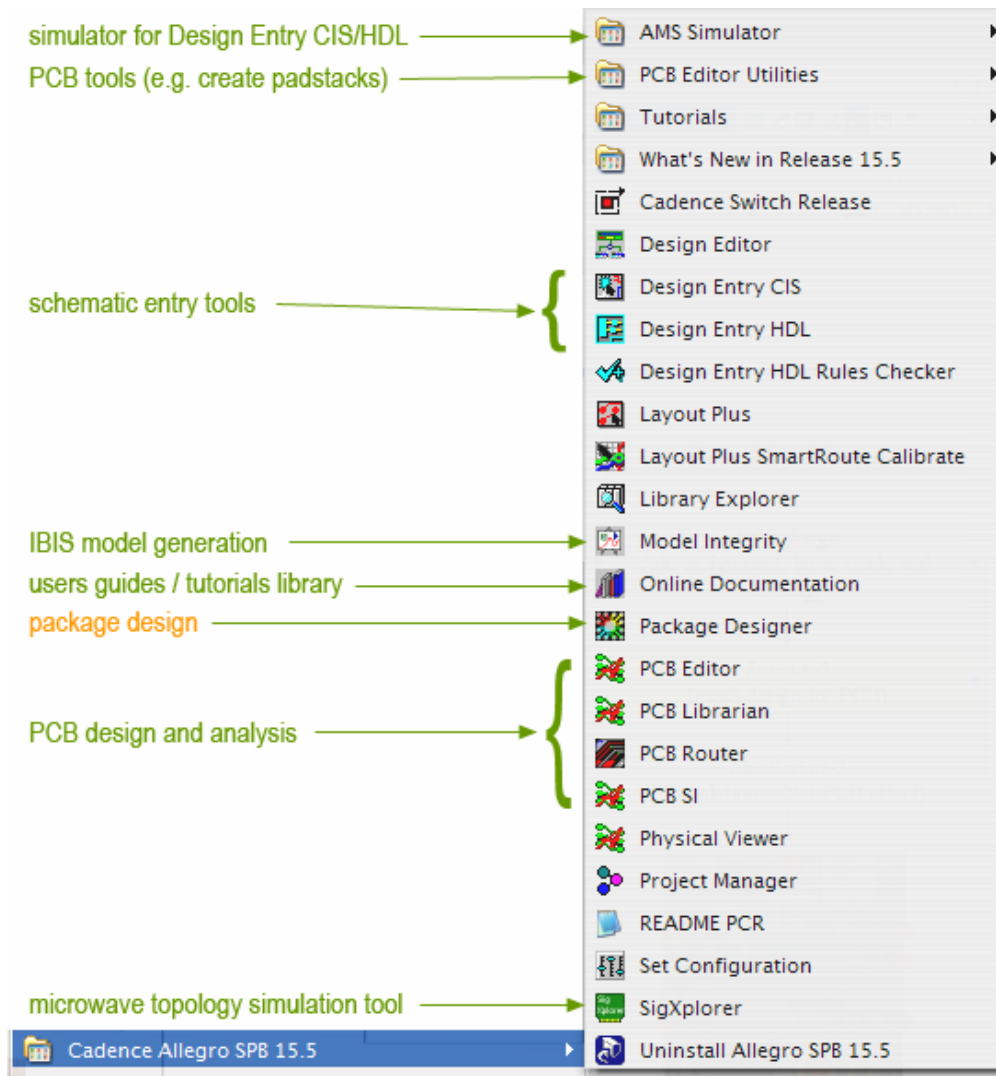 simulator for Design Entry CIS/HDL
AMS Simulator
PCB tools (e.g. create padstacks)
PCB Editor Utilities
Tutorials
What's New in Release 15.5
Cadence Switch Release
Design Editor
schematic entry tools
Design Entry CIS
Design Entry HDL
Design Entry HDL Rules Checker
Layout Plus
Layout Plus SmartRoute Calibrate
Library Explorer
IBIS model generation
Model Integrity
users guides / tutorials library
Online Documentation
package design
Package Designer
PCB design and analysis
PCB Editor
PCB Librarian
PCB Router
PCB SI
Physical Viewer
Project Manager
README PCR
Set Configuration
microwave topology simulation tool
SigXplorer
Cadence Allegro SPB 15.5
Uninstall Allegro SPB 15.5